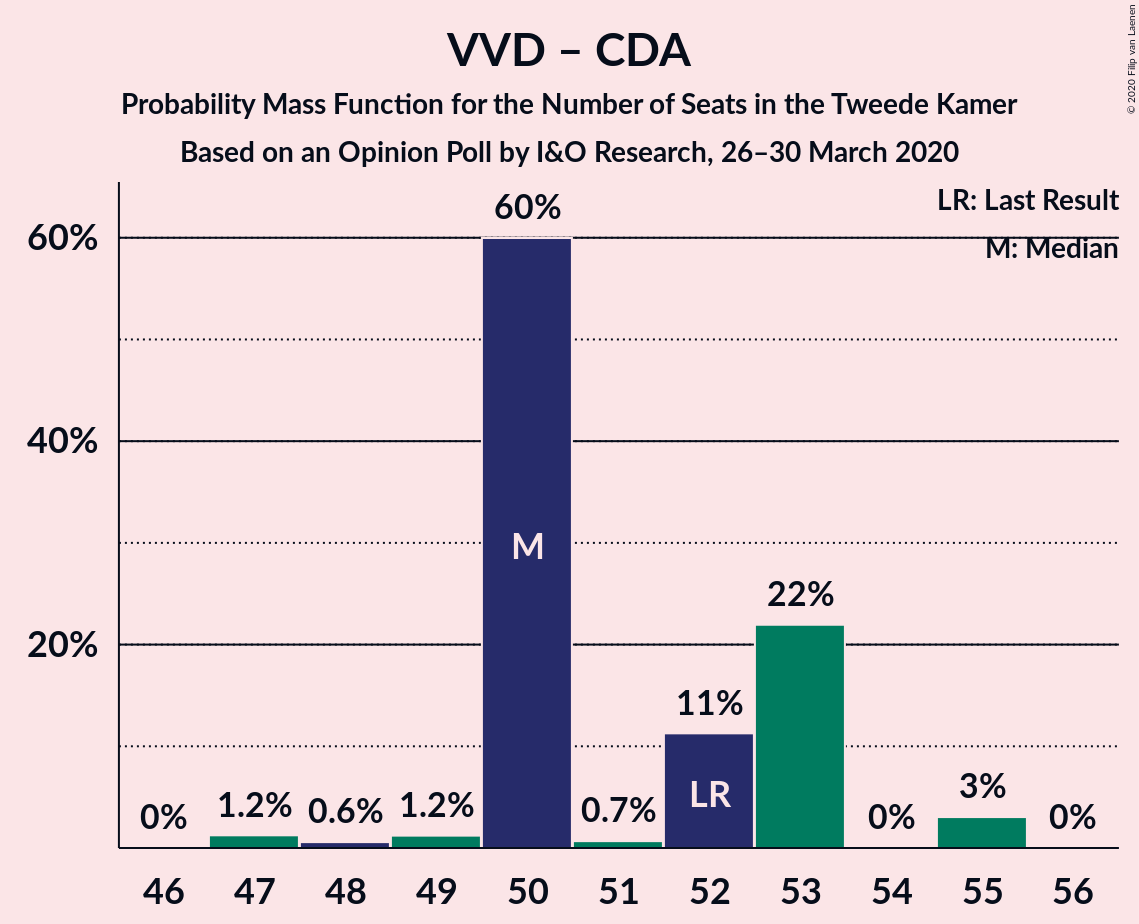 VVD – CDA
Probability Mass Function for the Number of Seats in the Tweede Kamer
Based on an Opinion Poll by I&O Research, 26–30 March 2020
© 2020 Filip van Laenen
LR: Last Result
M: Median
60%
40%
20%
0%
1.2%
0.6%
1.2%
60%
M
0.7%
11%
LR
22%
0%
3%
0%
46 47 48 49 50 51 52 53 54 55 56